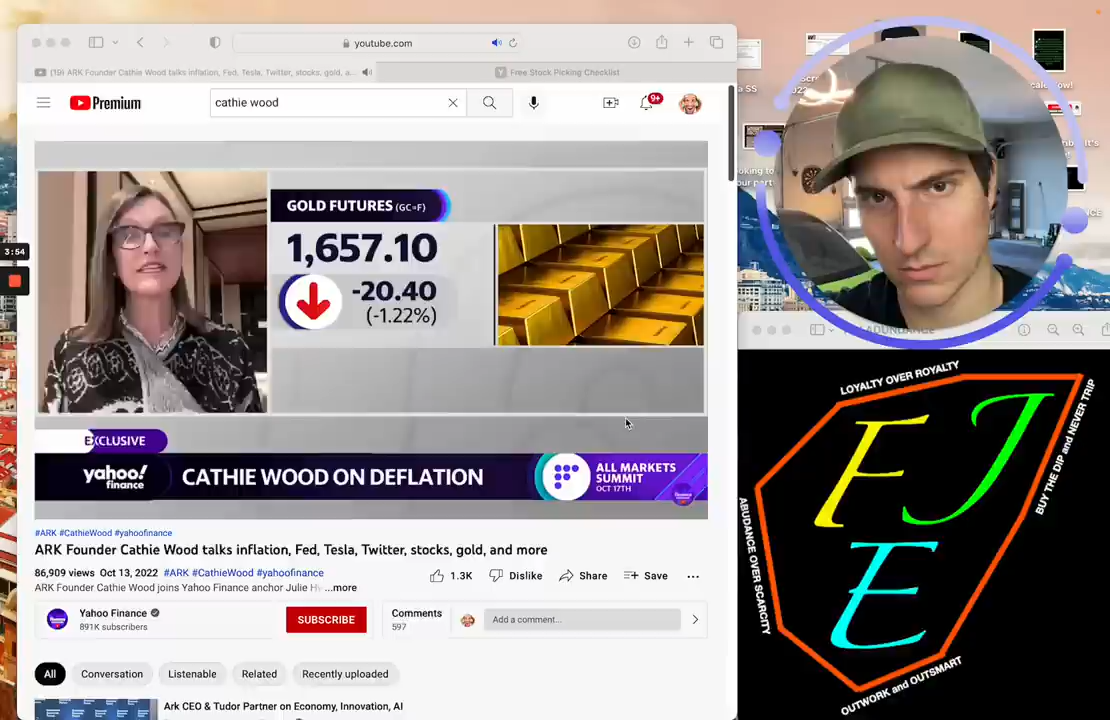 youtube.com
(19) ARK Founder Cathie Wood talks inflation, Fed, Tesla, Twitter, stocks, gold, a...
Free Stock Picking Checklist
Premium
cathie wood
9+
3:54
GOLD FUTURES (GC=F)
1,657.10
-20.40
(-1.22%)
EXCLUSIVE
yahoo!
finance
CATHIE WOOD ON DEFLATION
ALL MARKETS
SUMMIT
OCT 17TH
#ARK #CathieWood #yahoofinance
ARK Founder Cathie Wood talks inflation, Fed, Tesla, Twitter, stocks, gold, and more
86,909 views Oct 13, 2022 #ARK #CathieWood #yahoofinance
1.3K
Dislike
Share
Save
ARK Founder Cathie Wood joins Yahoo Finance anchor Julie ...more
Yahoo Finance
891K subscribers
SUBSCRIBE
Comments
597
Add a comment...
All
Conversation
Listenable
Related
Recently uploaded
Ark CEO & Tudor Partner on Economy, Innovation, AI
LOYALTY OVER ROYALTY
BUY THE DIP and NEVER TRIP
ABUDANCE OVER SCARCITY
OUTWORK and OUTSMART
F J
E